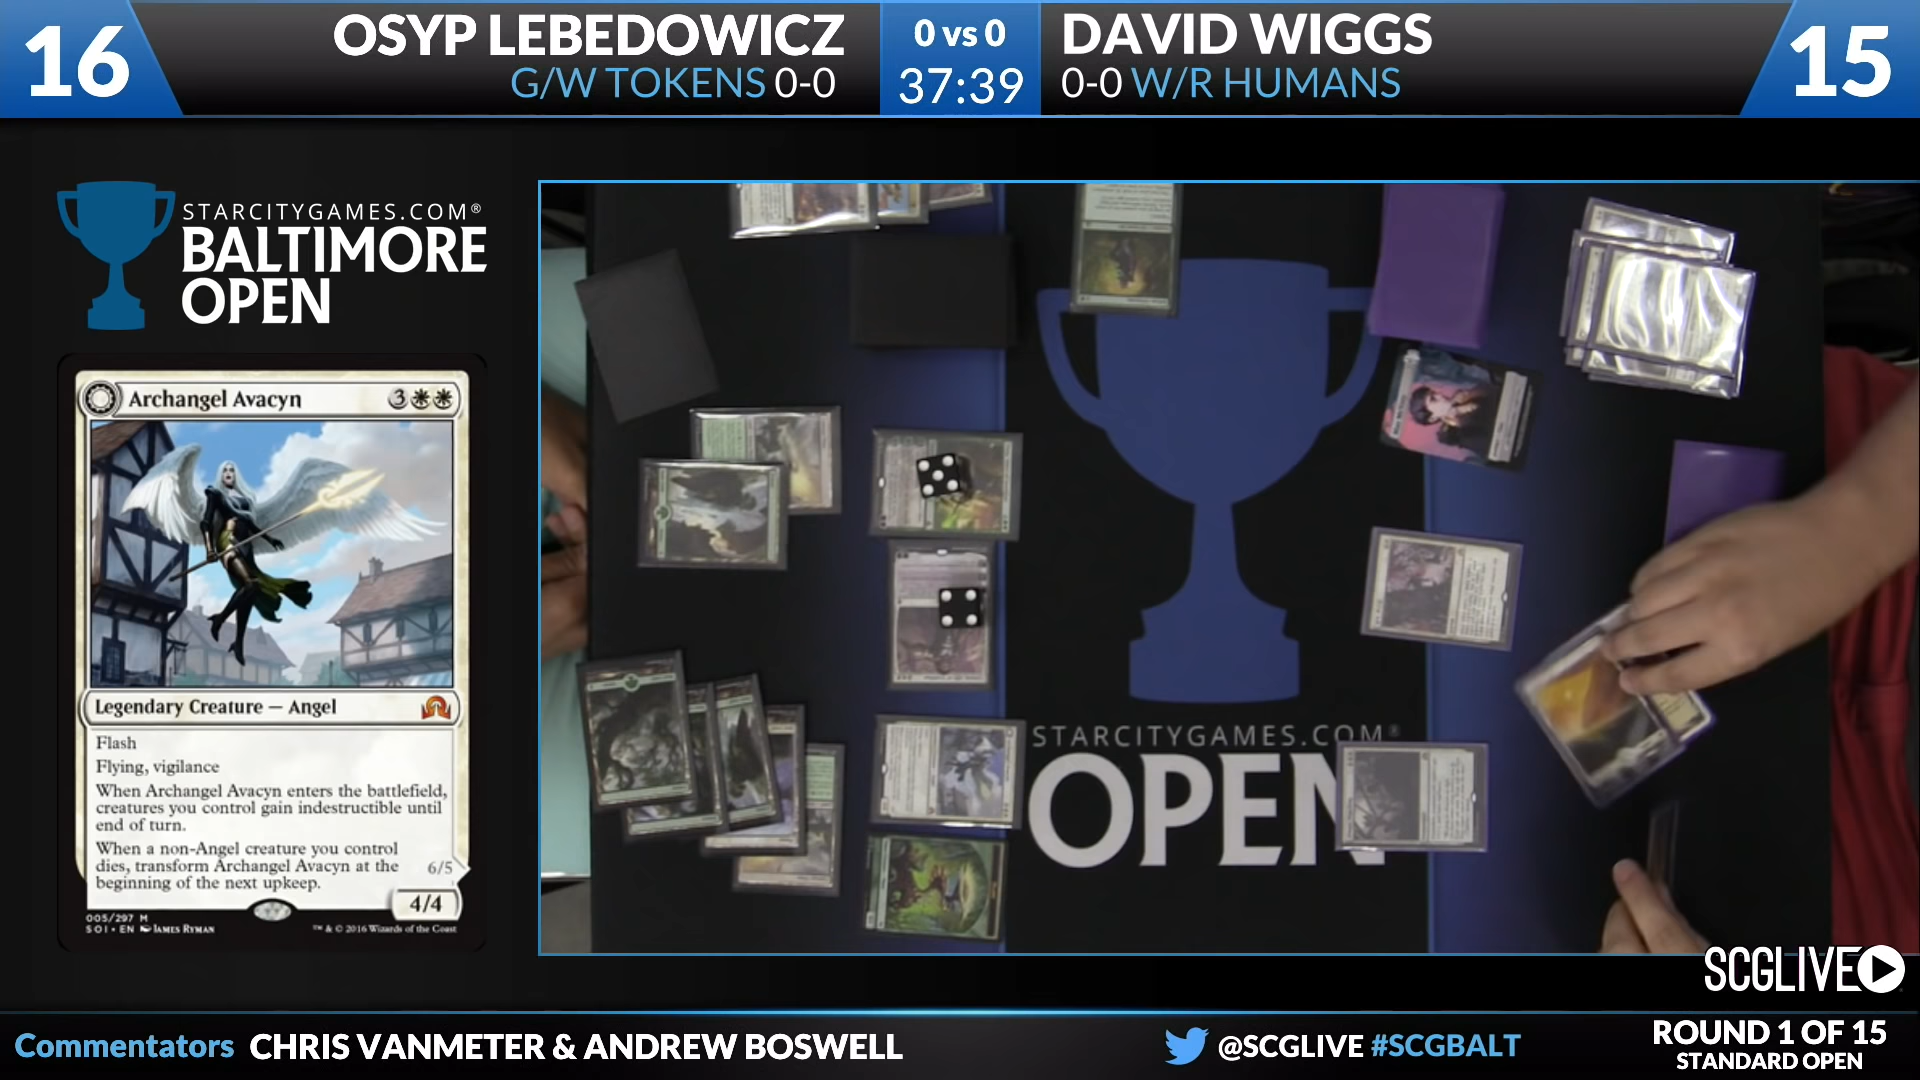 16
OSYP LEBEDOWICZ
G/W TOKENS 0-0
0 vs 0
37:39
DAVID WIGGS
0-0 W/R HUMANS
15
STARCITYGAMES.COM®
BALTIMORE
OPEN
Archangel Avacyn 3
Legendary Creature — Angel
Flash
Flying, vigilance
When Archangel Avacyn enters the battlefield,
creatures you control gain indestructible until
end of turn.
When a non-Angel creature you control
dies, transform Archangel Avacyn at the
beginning of the next upkeep.
6/5
4/4
005/297 M
SOI • EN JAMES RYMAN
™ & © 2016 Wizards of the Coast
STARCITYGAMES.COM®
OPEN
SCGLIVE
Commentators CHRIS VANMETER & ANDREW BOSWELL
@SCGLIVE #SCGBALT
ROUND 1 OF 15
STANDARD OPEN